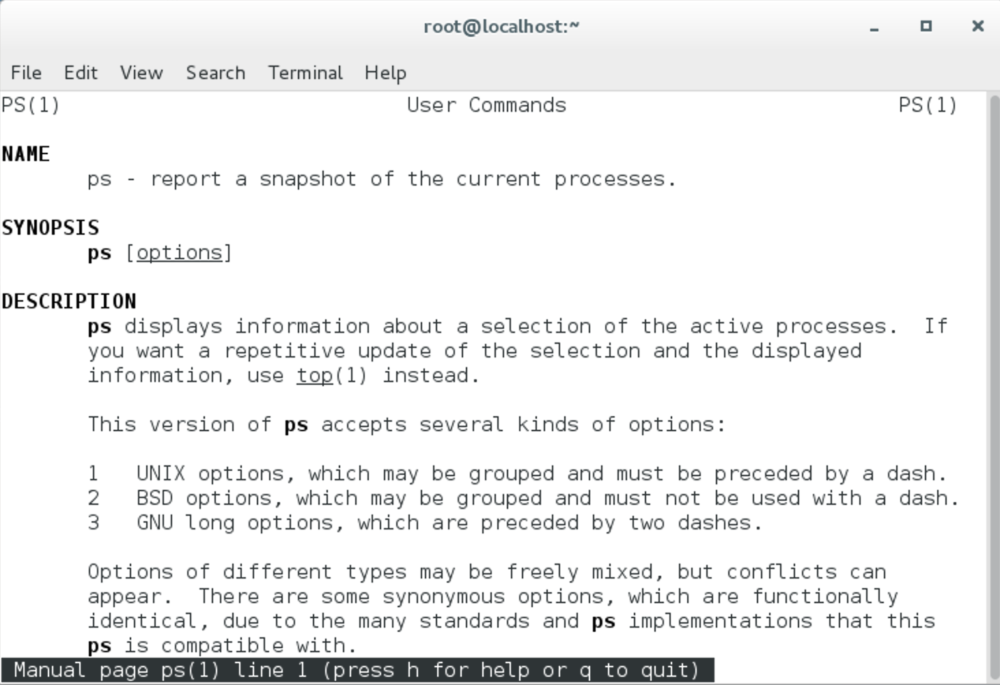 root@localhost:~
File Edit View Search Terminal Help
PS(1) User Commands PS(1)
NAME
ps - report a snapshot of the current processes.
SYNOPSIS
ps [options]
DESCRIPTION
ps displays information about a selection of the active processes.  If
you want a repetitive update of the selection and the displayed
information, use top(1) instead.
This version of ps accepts several kinds of options:
1   UNIX options, which may be grouped and must be preceded by a dash.
2   BSD options, which may be grouped and must not be used with a dash.
3   GNU long options, which are preceded by two dashes.
Options of different types may be freely mixed, but conflicts can
appear.  There are some synonymous options, which are functionally
identical, due to the many standards and ps implementations that this
ps is compatible with.
Manual page ps(1) line 1 (press h for help or q to quit)